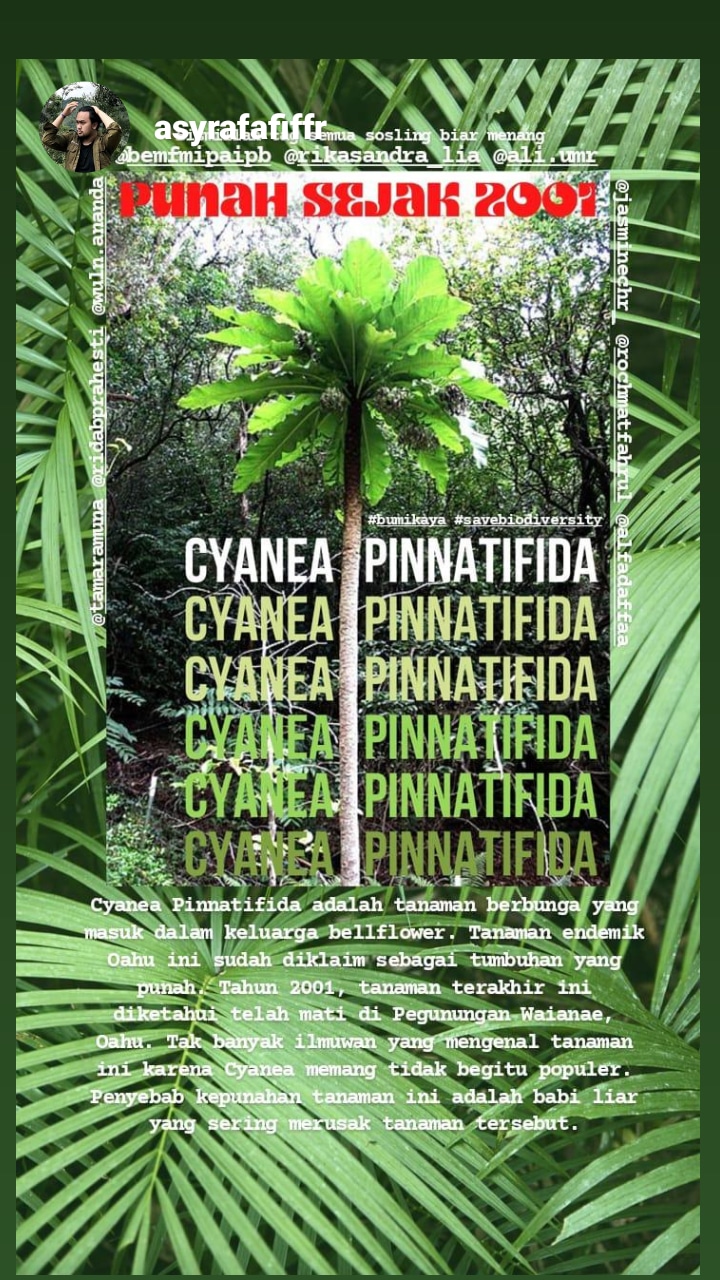 asyrafafiffr
semua sosling biar menang
@bemfmipaipb @rikasandra_lia @ali.umr
PUNAH SEJAK 2001
@tamaramuna @ridabprahesti @wuln.ananda
@jasminechr_ @rochmatfahrul @alfadaffaa
#bumikaya #savebiodiversity
CYANEA PINNATIFIDA
CYANEA PINNATIFIDA
CYANEA PINNATIFIDA
CYANEA PINNATIFIDA
CYANEA PINNATIFIDA
CYANEA PINNATIFIDA
Cyanea Pinnatifida adalah tanaman berbunga yang
masuk dalam keluarga bellflower. Tanaman endemik
Oahu ini sudah diklaim sebagai tumbuhan yang
punah. Tahun 2001, tanaman terakhir ini
diketahui telah mati di Pegunungan Waianae,
Oahu. Tak banyak ilmuwan yang mengenal tanaman
ini karena Cyanea memang tidak begitu populer.
Penyebab kepunahan tanaman ini adalah babi liar
yang sering merusak tanaman tersebut.